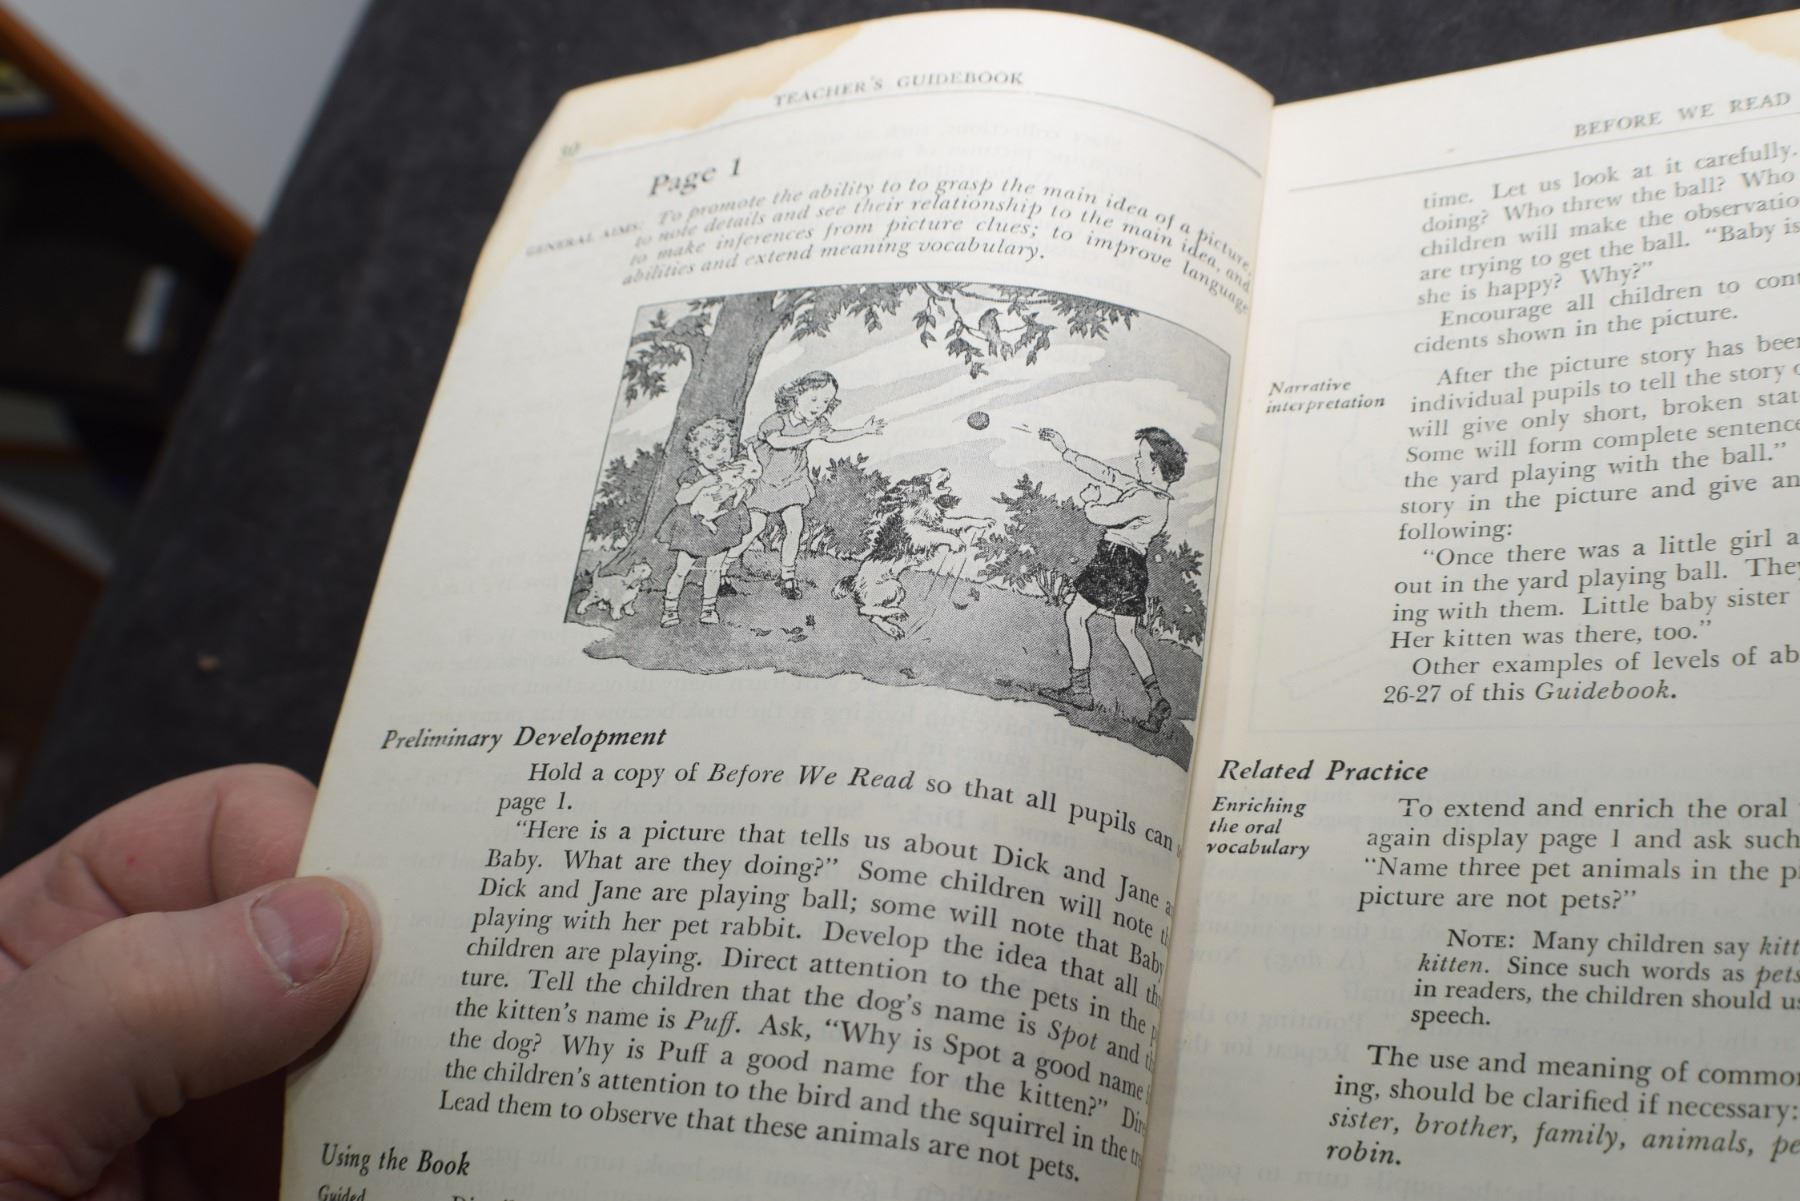 TEACHER'S GUIDEBOOK
30
Page 1
GENERAL AIMS: To promote the ability to to grasp the main idea of a picture,
to note details and see their relationship to the main idea, and
to make inferences from picture clues; to improve language
abilities and extend meaning vocabulary.
Preliminary Development
Hold a copy of Before We Read so that all pupils can
page 1.
"Here is a picture that tells us about Dick and Jane
Baby. What are they doing?" Some children will note
Dick and Jane are playing ball; some will note that Baby
playing with her pet rabbit. Develop the idea that all
children are playing. Direct attention to the pets in the
ture. Tell the children that the dog's name is Spot and
the kitten's name is Puff. Ask, "Why is Spot a good name
the dog? Why is Puff a good name for the kitten?"
the children's attention to the bird and the squirrel in the
Lead them to observe that these animals are not pets.
Using the Book
Guided
BEFORE WE READ
time. Let us look at it carefully.
doing? Who threw the ball? Who
children will make the observatio
are trying to get the ball. "Baby is
she is happy? Why?"
Encourage all children to cont
cidents shown in the picture.
Narrative
interpretation
After the picture story has been
individual pupils to tell the story
will give only short, broken stat
Some will form complete sentence
the yard playing with the ball."
story in the picture and give an
following:
"Once there was a little girl a
out in the yard playing ball. They
ing with them. Little baby sister
Her kitten was there, too."
Other examples of levels of ab
26-27 of this Guidebook.
Related Practice
Enriching
the oral
vocabulary
To extend and enrich the oral
again display page 1 and ask such
"Name three pet animals in the p
picture are not pets?"
NOTE: Many children say kitt
kitten. Since such words as pets
in readers, the children should us
speech.
The use and meaning of common
ing, should be clarified if necessary:
sister, brother, family, animals, pe
robin.